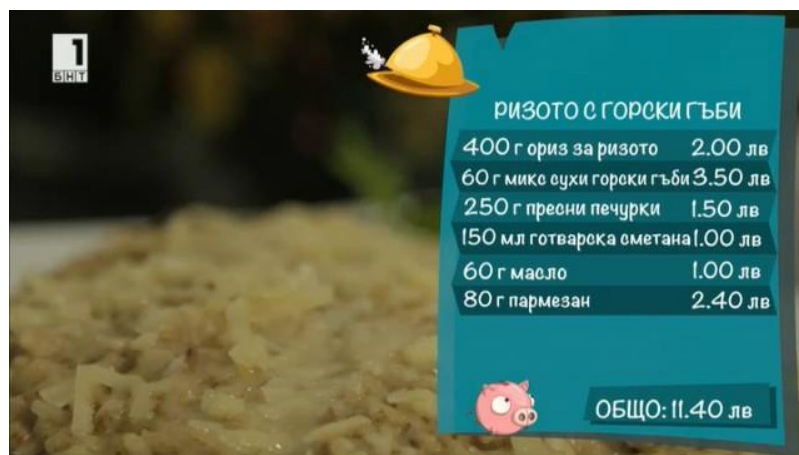 1
БНТ
РИЗОТО С ГОРСКИ ГЪБИ
400 г ориз за ризото 2.00 лв
60 г микс сухи горски гъби 3.50 лв
250 г пресни печурки 1.50 лв
150 мл готварска сметана 1.00 лв
60 г масло 1.00 лв
80 г пармезан 2.40 лв
ОБЩО: 11.40 лв